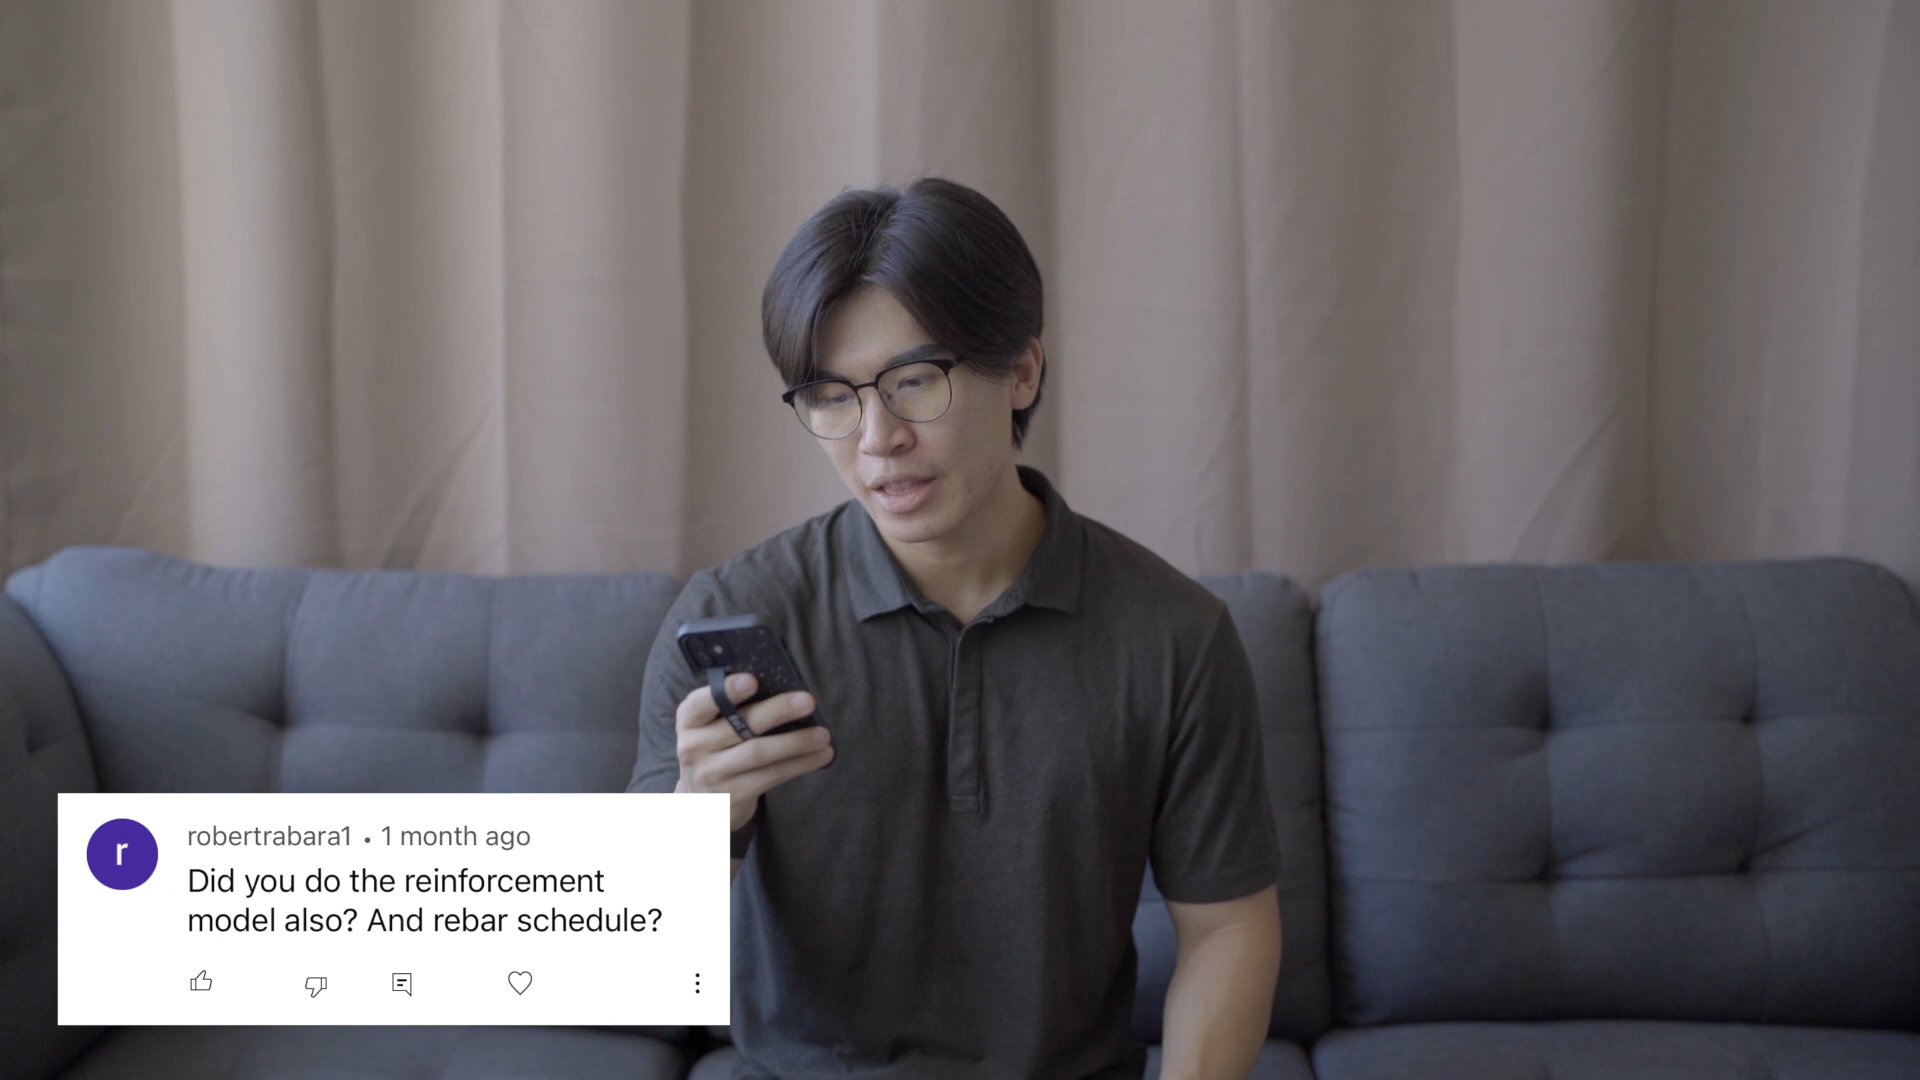 r
robertrabara1 • 1 month ago
Did you do the reinforcement
model also? And rebar schedule?